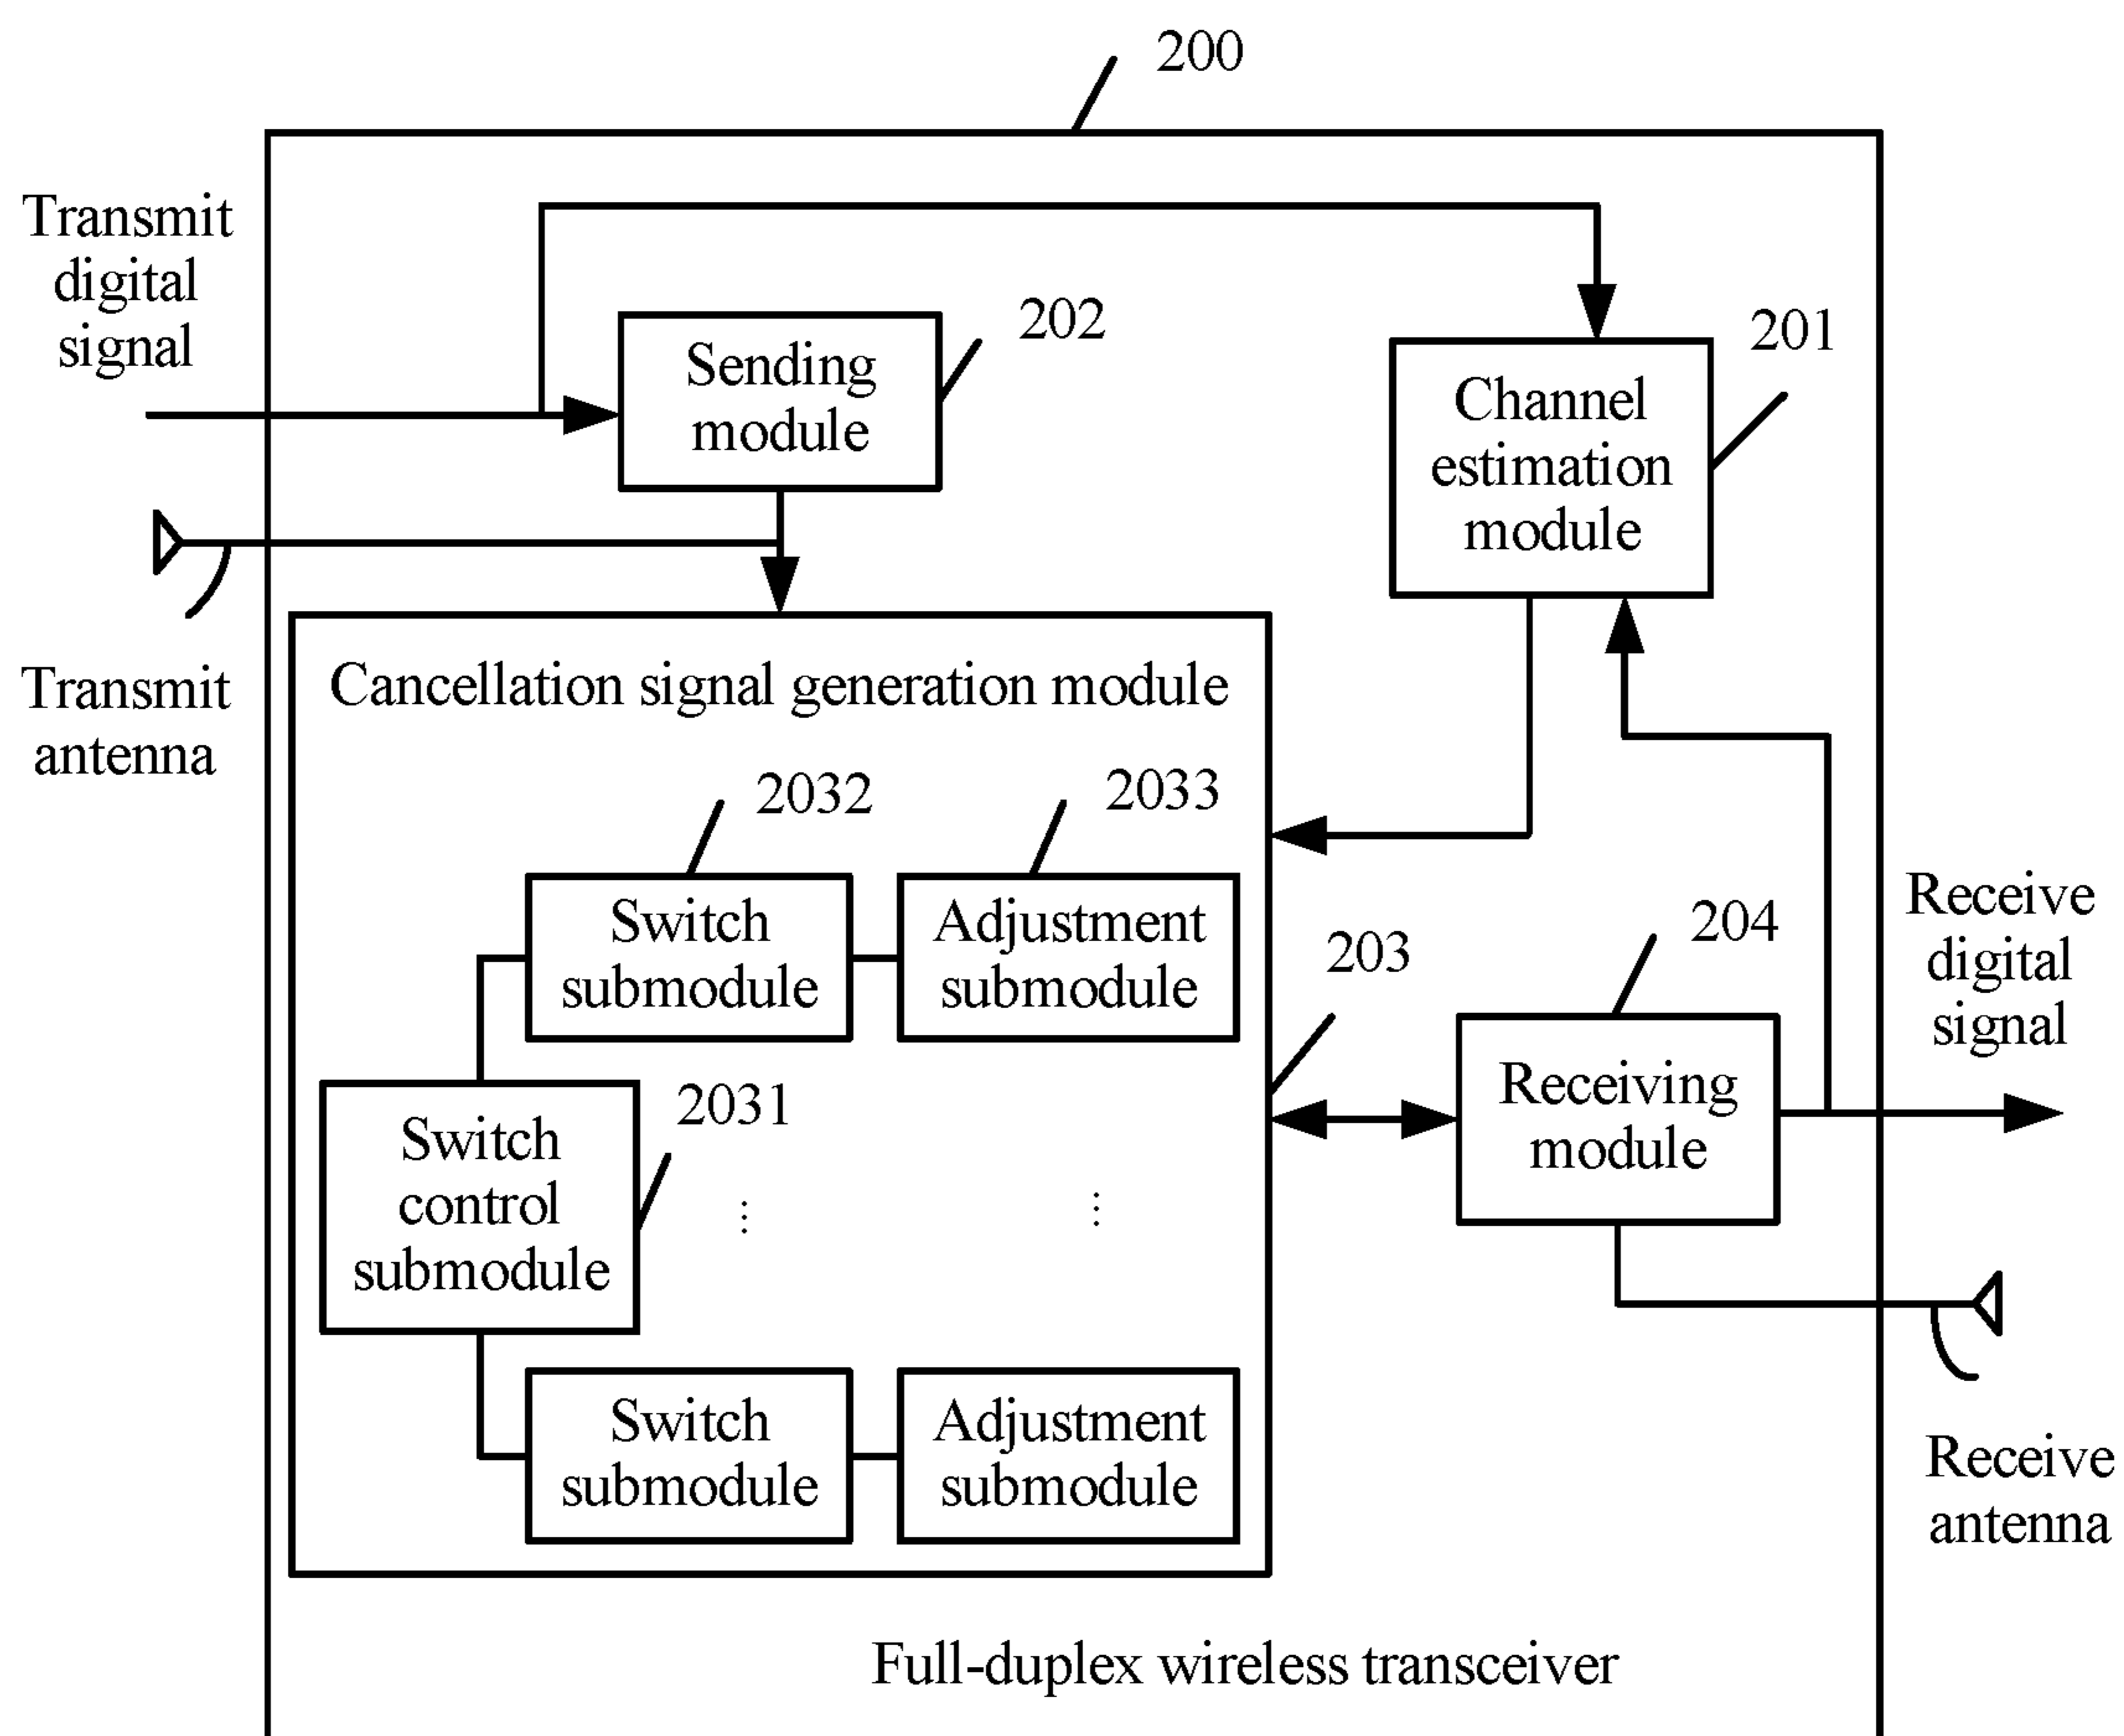 200
Transmit
digital
signal
Sending
module
202
Channel
estimation
module
201
Transmit
antenna
Cancellation signal generation module
2032
2033
Switch
submodule
Adjustment
submodule
203
204
Receive
digital
signal
Switch
control
submodule
2031
⋮
⋮
Receiving
module
Switch
submodule
Adjustment
submodule
Receive
antenna
Full-duplex wireless transceiver